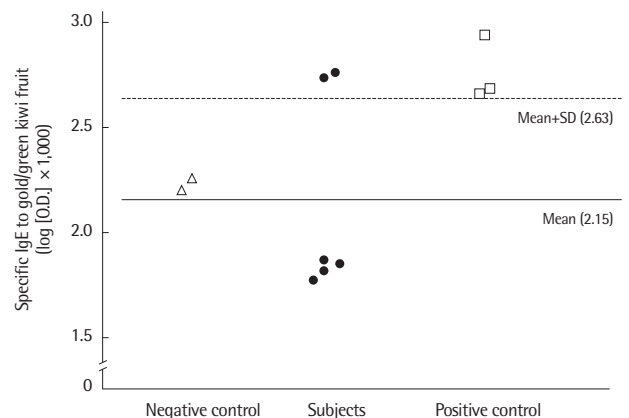 Specific IgE to gold/green kiwi fruit
(log [O.D.] × 1,000)
3.0
2.5
2.0
1.5
0
Mean+SD (2.63)
Mean (2.15)
Negative control
Subjects
Positive control